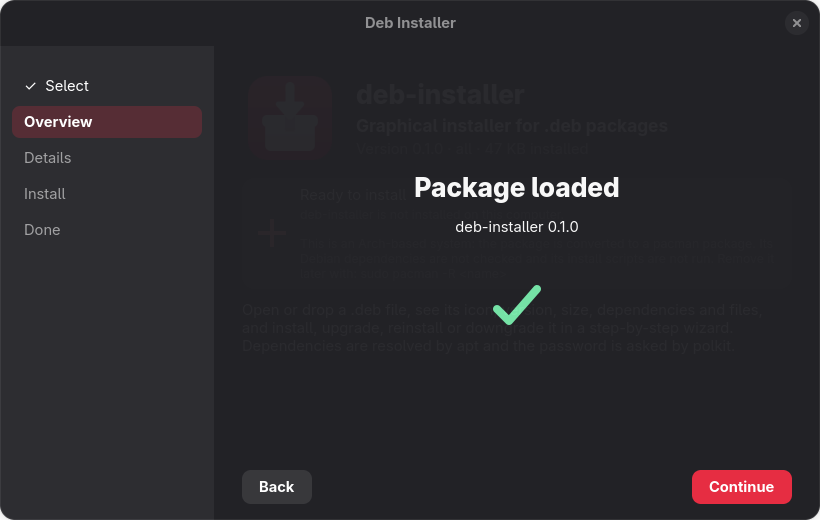 Deb Installer
Select
Overview
Details
Install
Done
deb-installer
Graphical installer for .deb packages
Package loaded
Ready to install
deb-installer 0.1.0
Open or drop a .deb file, see its icon, size, dependencies and files,
and install, upgrade, reinstall or downgrade it in a step-by-step wizard.
Dependencies are resolved by apt and the password is asked by polkit.
Back
Continue